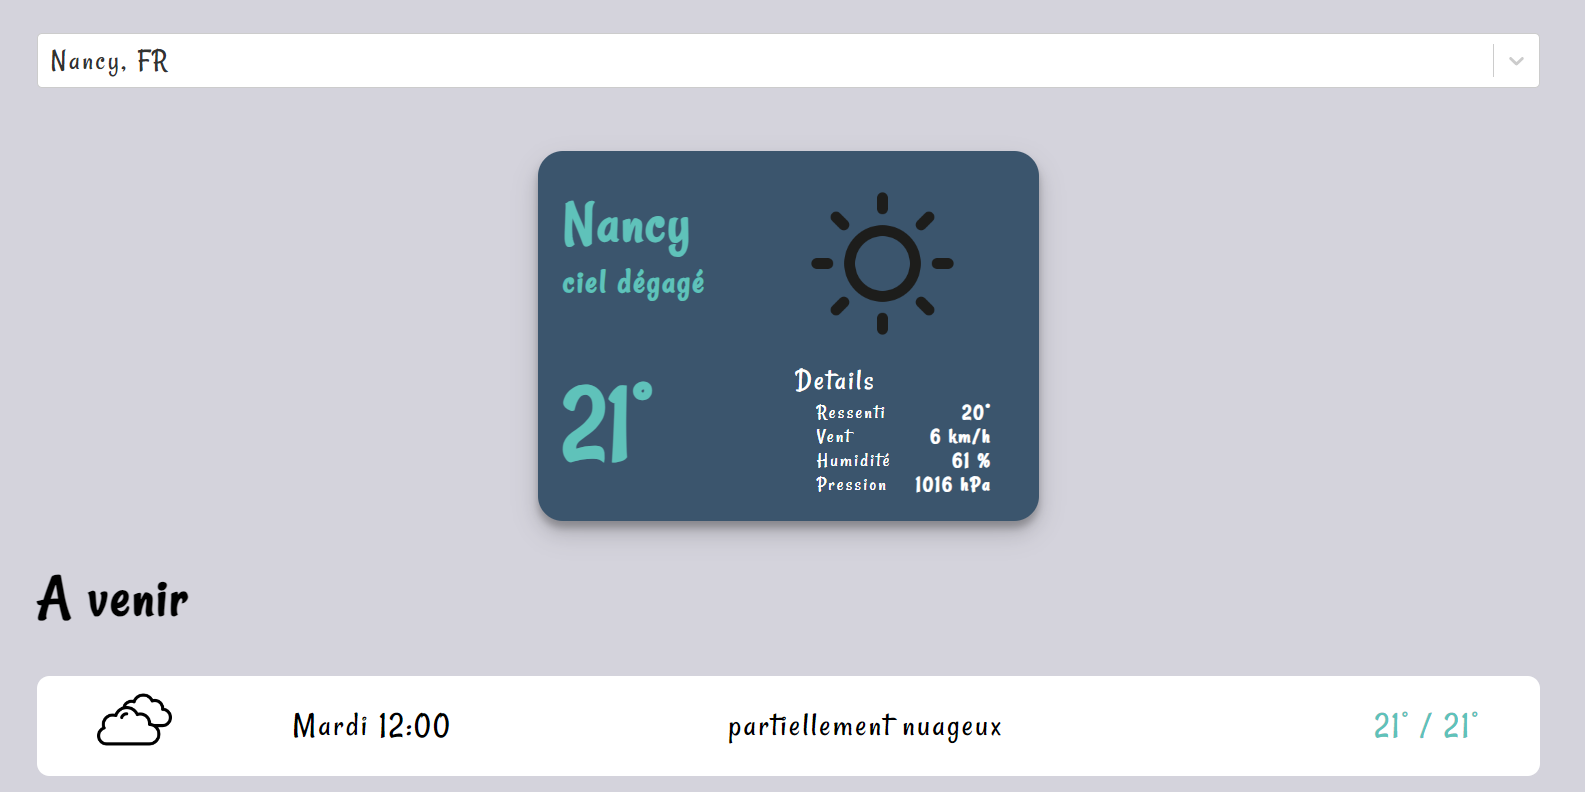 Nancy, FR
Nancy
ciel dégagé
21°
Details
Ressenti 20°
Vent 6 km/h
Humidité 61 %
Pression 1016 hPa
A venir
Mardi 12:00 partiellement nuageux 21° / 21°